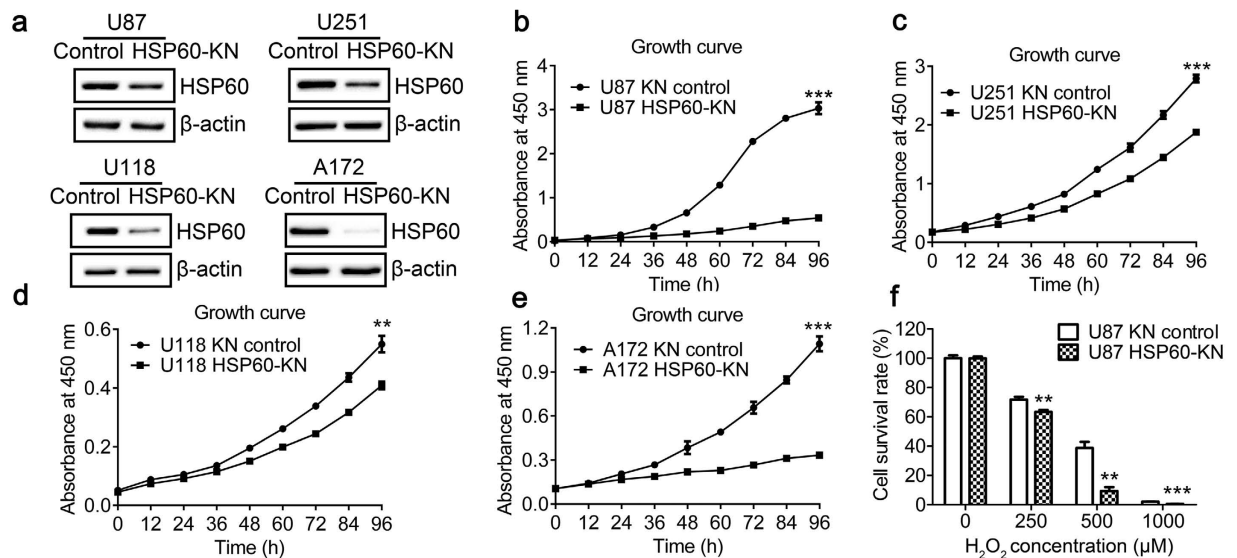 a
U87
Control HSP60-KN
HSP60
β-actin
U251
Control HSP60-KN
HSP60
β-actin
U118
Control HSP60-KN
HSP60
β-actin
A172
Control HSP60-KN
HSP60
β-actin
b
Growth curve
U87 KN control
U87 HSP60-KN
***
Absorbance at 450 nm
4
3
2
1
0
0 12 24 36 48 60 72 84 96
Time (h)
c
Growth curve
U251 KN control
U251 HSP60-KN
***
Absorbance at 450 nm
3
2
1
0
0 12 24 36 48 60 72 84 96
Time (h)
d
Growth curve
U118 KN control
U118 HSP60-KN
**
Absorbance at 450 nm
0.6
0.4
0.2
0.0
0 12 24 36 48 60 72 84 96
Time (h)
e
Growth curve
A172 KN control
A172 HSP60-KN
***
Absorbance at 450 nm
1.2
0.9
0.6
0.3
0.0
0 12 24 36 48 60 72 84 96
Time (h)
f
U87 KN control
U87 HSP60-KN
Cell survival rate (%)
120
100
80
60
40
20
0
**
**
***
0 250 500 1000
H₂O₂ concentration (μM)